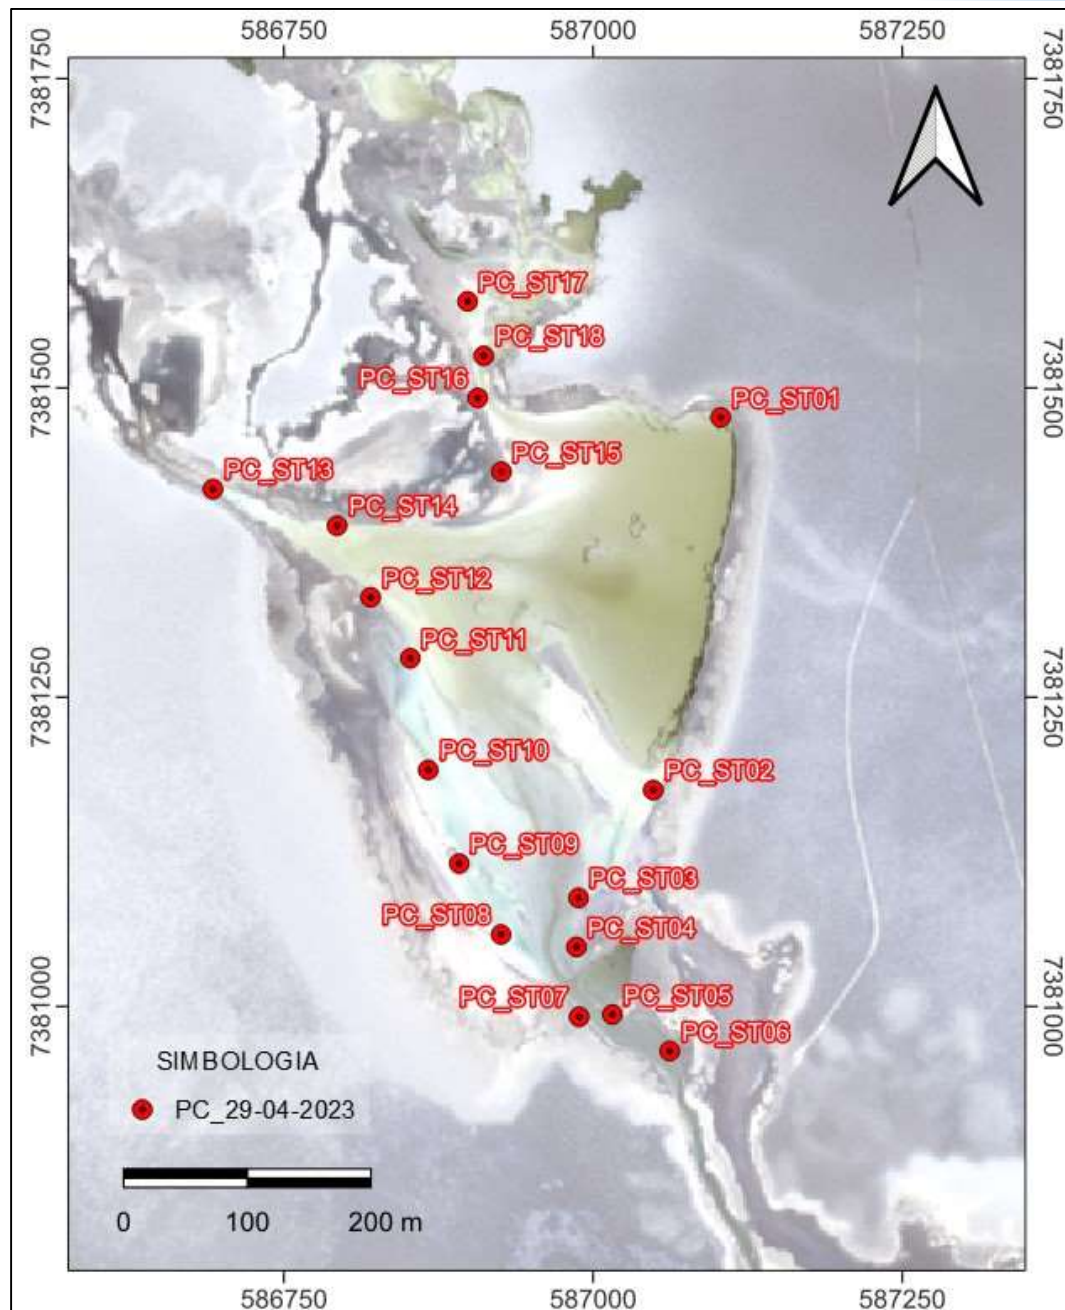 586750 587000 587250
7381750 7381750
PC_ST17
PC_ST18
PC_ST16
7381500 7381500
PC_ST01
PC_ST15
PC_ST13
PC_ST14
PC_ST12
PC_ST11
7381250 7381250
PC_ST10
PC_ST02
PC_ST09
PC_ST03
PC_ST08
PC_ST04
7381000 7381000
PC_ST07 PC_ST05
PC_ST06
SIMBOLOGIA
PC_29-04-2023
0 100 200 m
586750 587000 587250